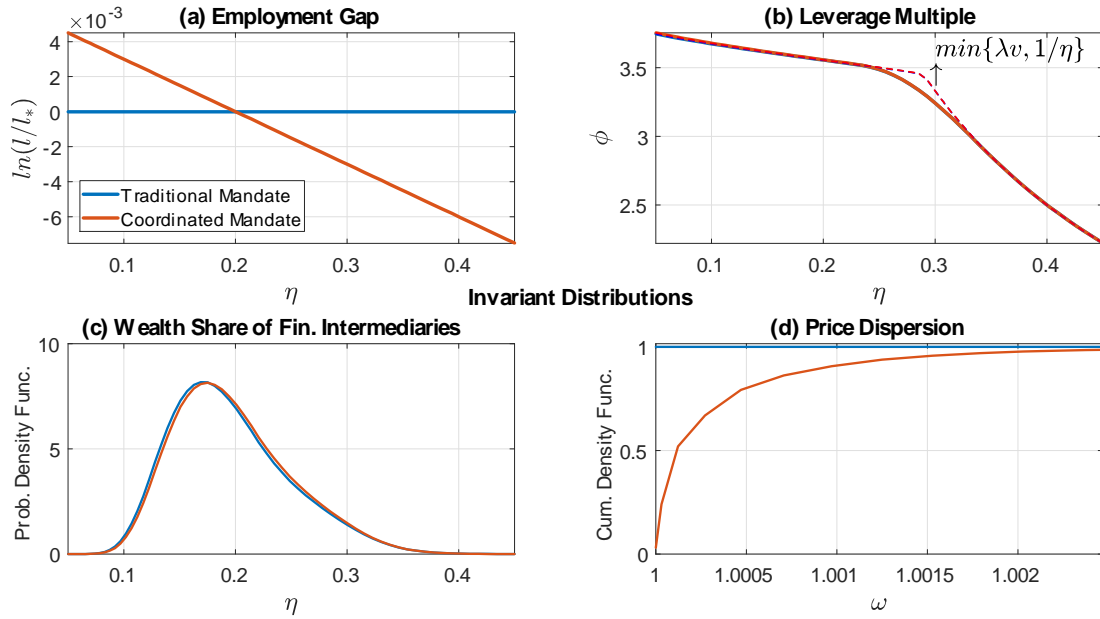 (a) Employment Gap
×10⁻³
4
2
0
-2
-4
-6
ln(l/l*)
Traditional Mandate
Coordinated Mandate
0.1 0.2 0.3 0.4
η
(b) Leverage Multiple
min{λv, 1/η}
3.5
3
2.5
ϕ
0.1 0.2 0.3 0.4
η
Invariant Distributions
(c) Wealth Share of Fin. Intermediaries
10
5
0
Prob. Density Func.
0.1 0.2 0.3 0.4
η
(d) Price Dispersion
1
0.5
0
Cum. Density Func.
1 1.0005 1.001 1.0015 1.002
ω